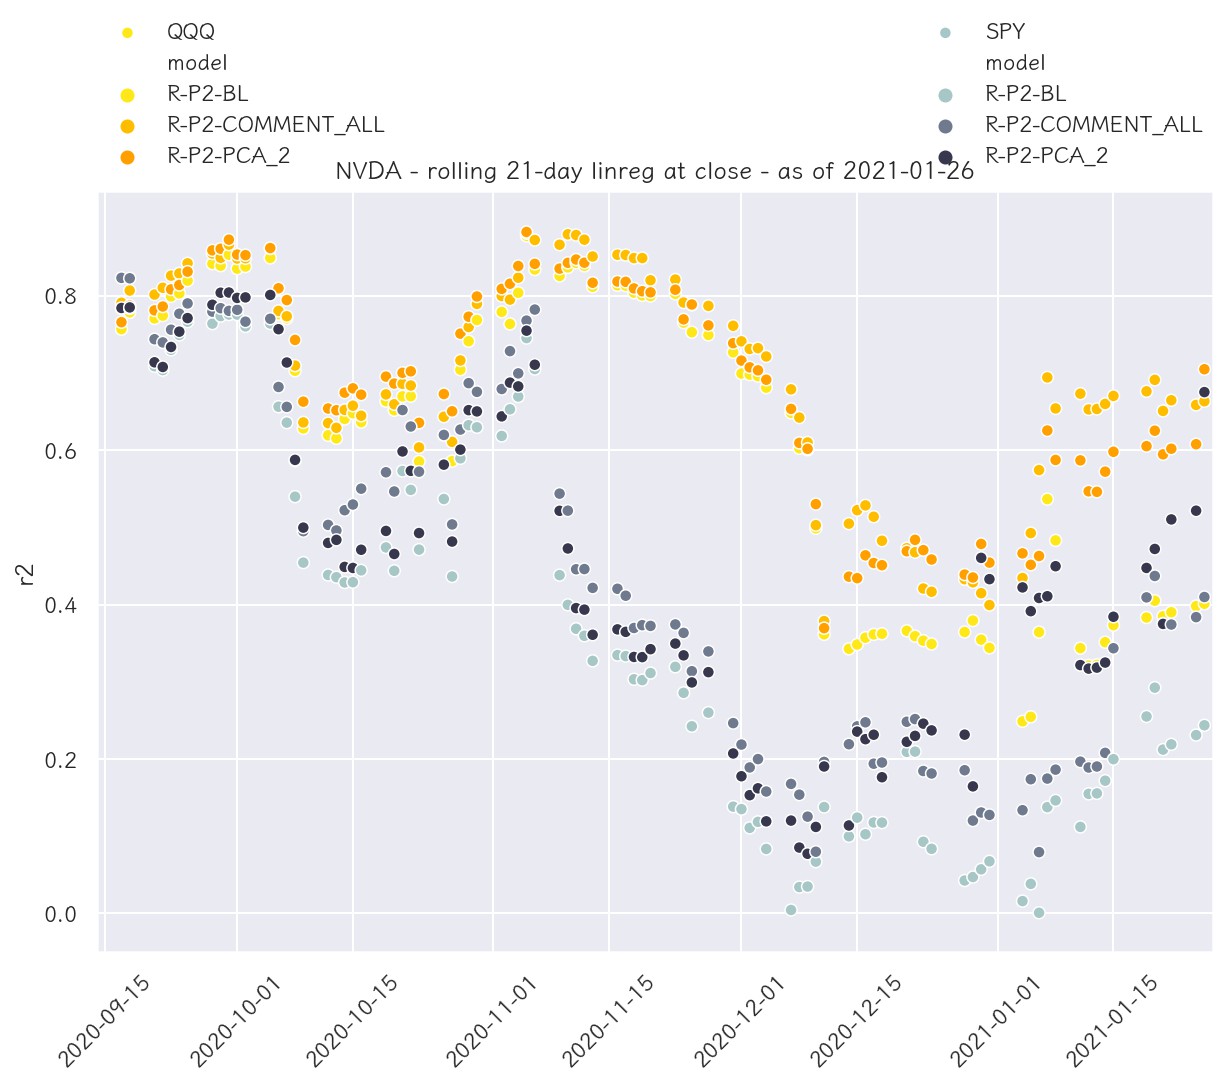 QQQ
model
R-P2-BL
R-P2-COMMENT_ALL
R-P2-PCA_2
SPY
model
R-P2-BL
R-P2-COMMENT_ALL
R-P2-PCA_2
NVDA - rolling 21-day linreg at close - as of 2021-01-26
r2
0.8
0.6
0.4
0.2
0.0
2020-09-15
2020-10-01
2020-10-15
2020-11-01
2020-11-15
2020-12-01
2020-12-15
2021-01-01
2021-01-15